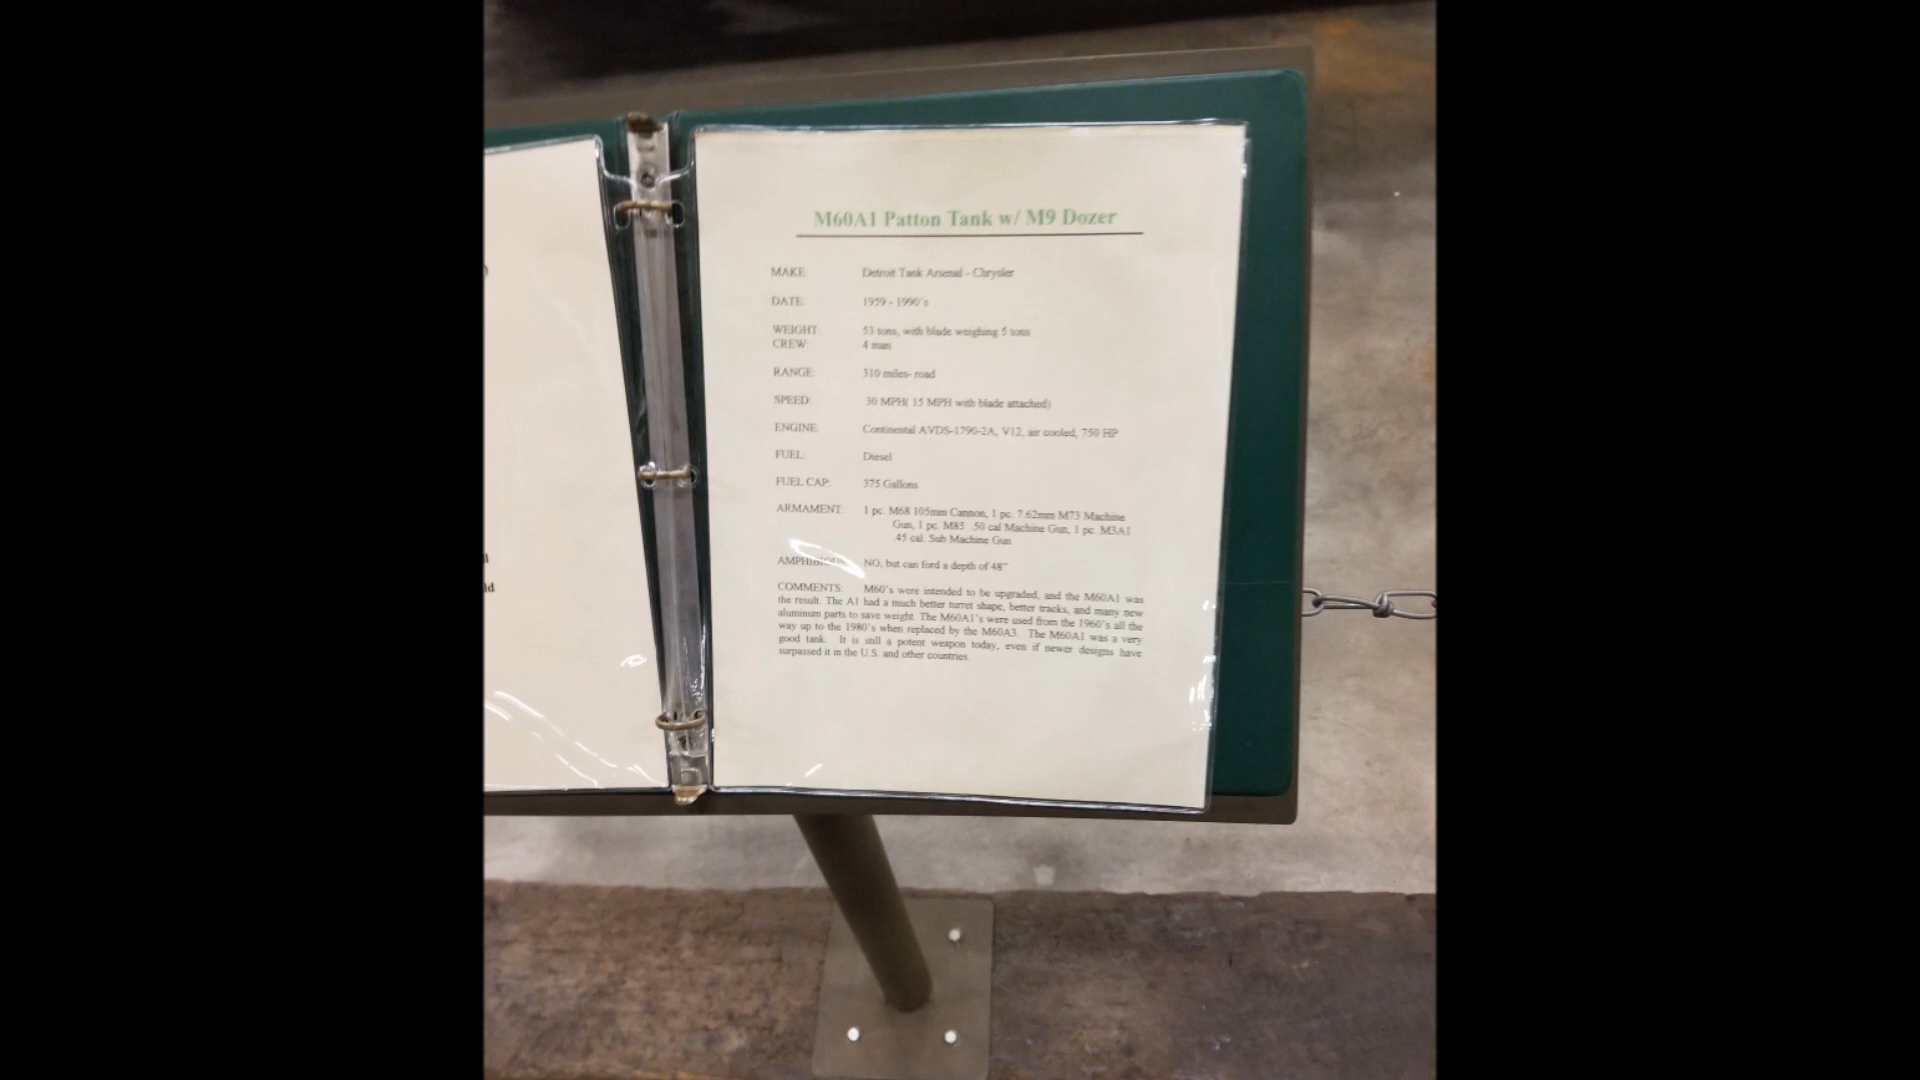 )
ll
id
M60A1 Patton Tank w/ M9 Dozer
MAKE: Detroit Tank Arsenal - Chrysler
DATE: 1959 - 1990's
WEIGHT: 53 tons, with blade weighing 5 tons
CREW: 4 man
RANGE: 310 miles- road
SPEED: 30 MPH( 15 MPH with blade attached)
ENGINE: Continental AVDS-1790-2A, V12, air cooled, 750 HP
FUEL: Diesel
FUEL CAP: 375 Gallons
ARMAMENT: 1 pc. M68 105mm Cannon, 1 pc. 7.62mm M73 Machine
Gun, 1 pc. M85 .50 cal Machine Gun, 1 pc. M3A1
.45 cal. Sub Machine Gun
NO, but can ford a depth of 48"
COMMENTS: M60's were intended to be upgraded, and the M60A1 was
the result. The A1 had a much better turret shape, better tracks, and many new
aluminum parts to save weight. The M60A1's were used from the 1960's all the
way up to the 1980's when replaced by the M60A3. The M60A1 was a very
good tank. It is still a potent weapon today, even if newer designs have
surpassed it in the U.S. and other countries.